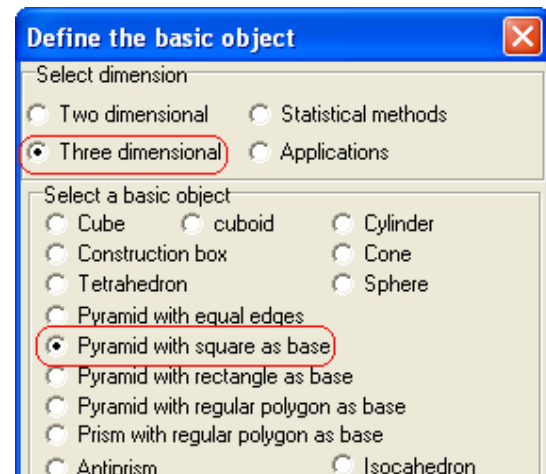 Define the basic object
Select dimension
Two dimensional Statistical methods
Three dimensional Applications
Select a basic object
Cube cuboid Cylinder
Construction box Cone
Tetrahedron Sphere
Pyramid with equal edges
Pyramid with square as base
Pyramid with rectangle as base
Pyramid with regular polygon as base
Prism with regular polygon as base
Antiprism Isocahedron